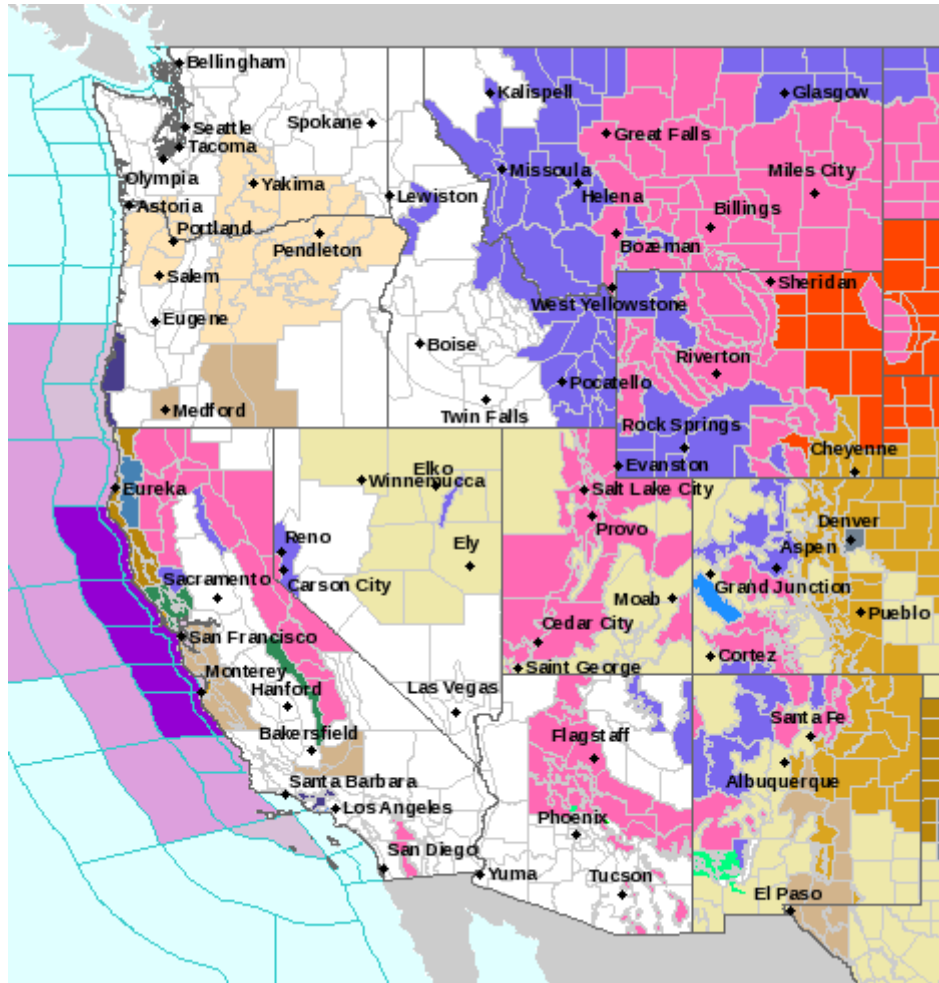 Bellingham
Kalispell
Glasgow
Seattle
Spokane
Great Falls
Tacoma
Missoula
Miles City
Olympia
Yakima
Lewiston
Helena
Astoria
Billings
Portland
Pendleton
Bozeman
Salem
Sheridan
West Yellowstone
Eugene
Boise
Riverton
Pocatello
Medford
Twin Falls
Rock Springs
Cheyenne
Elko
Evanston
Winnemucca
Eureka
Salt Lake City
Denver
Provo
Reno
Aspen
Ely
Sacramento
Carson City
Grand Junction
Moab
Pueblo
San Francisco
Cedar City
Cortez
Monterey
Saint George
Hanford
Las Vegas
Santa Fe
Bakersfield
Flagstaff
Santa Barbara
Albuquerque
Los Angeles
Phoenix
San Diego
Yuma
Tucson
El Paso